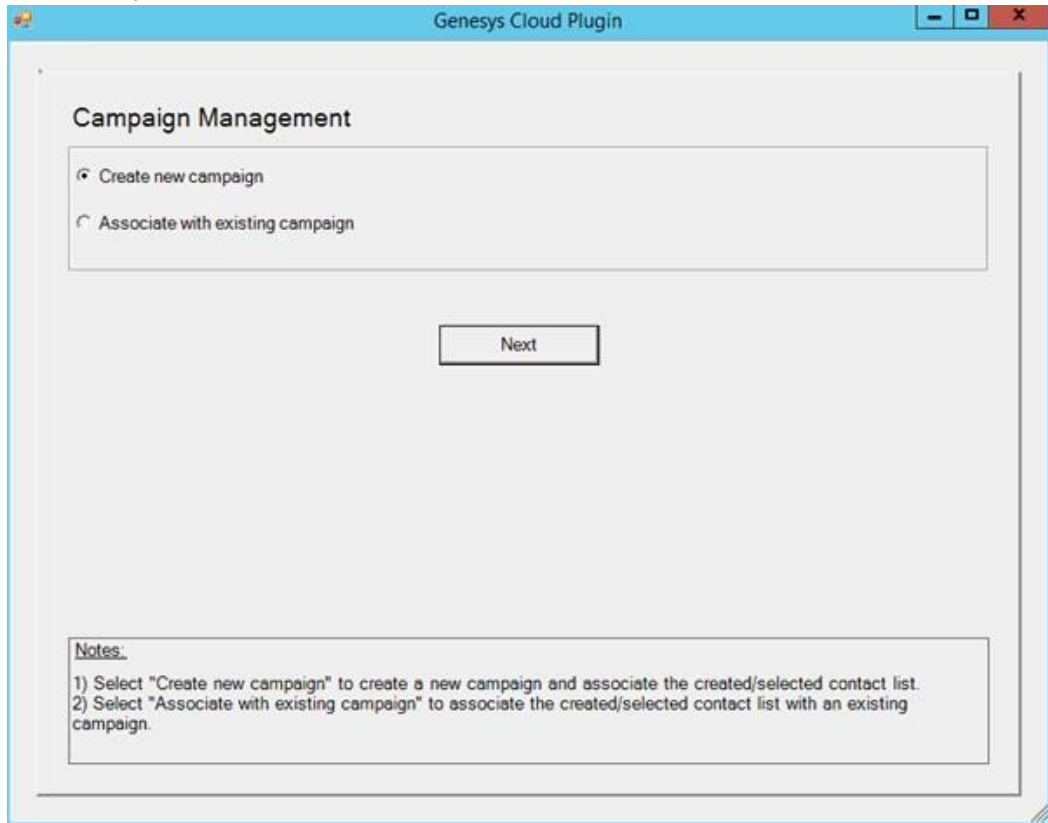 Genesys Cloud Plugin
Campaign Management
Create new campaign
Associate with existing campaign
Next
Notes:
1) Select "Create new campaign" to create a new campaign and associate the created/selected contact list.
2) Select "Associate with existing campaign" to associate the created/selected contact list with an existing
campaign.